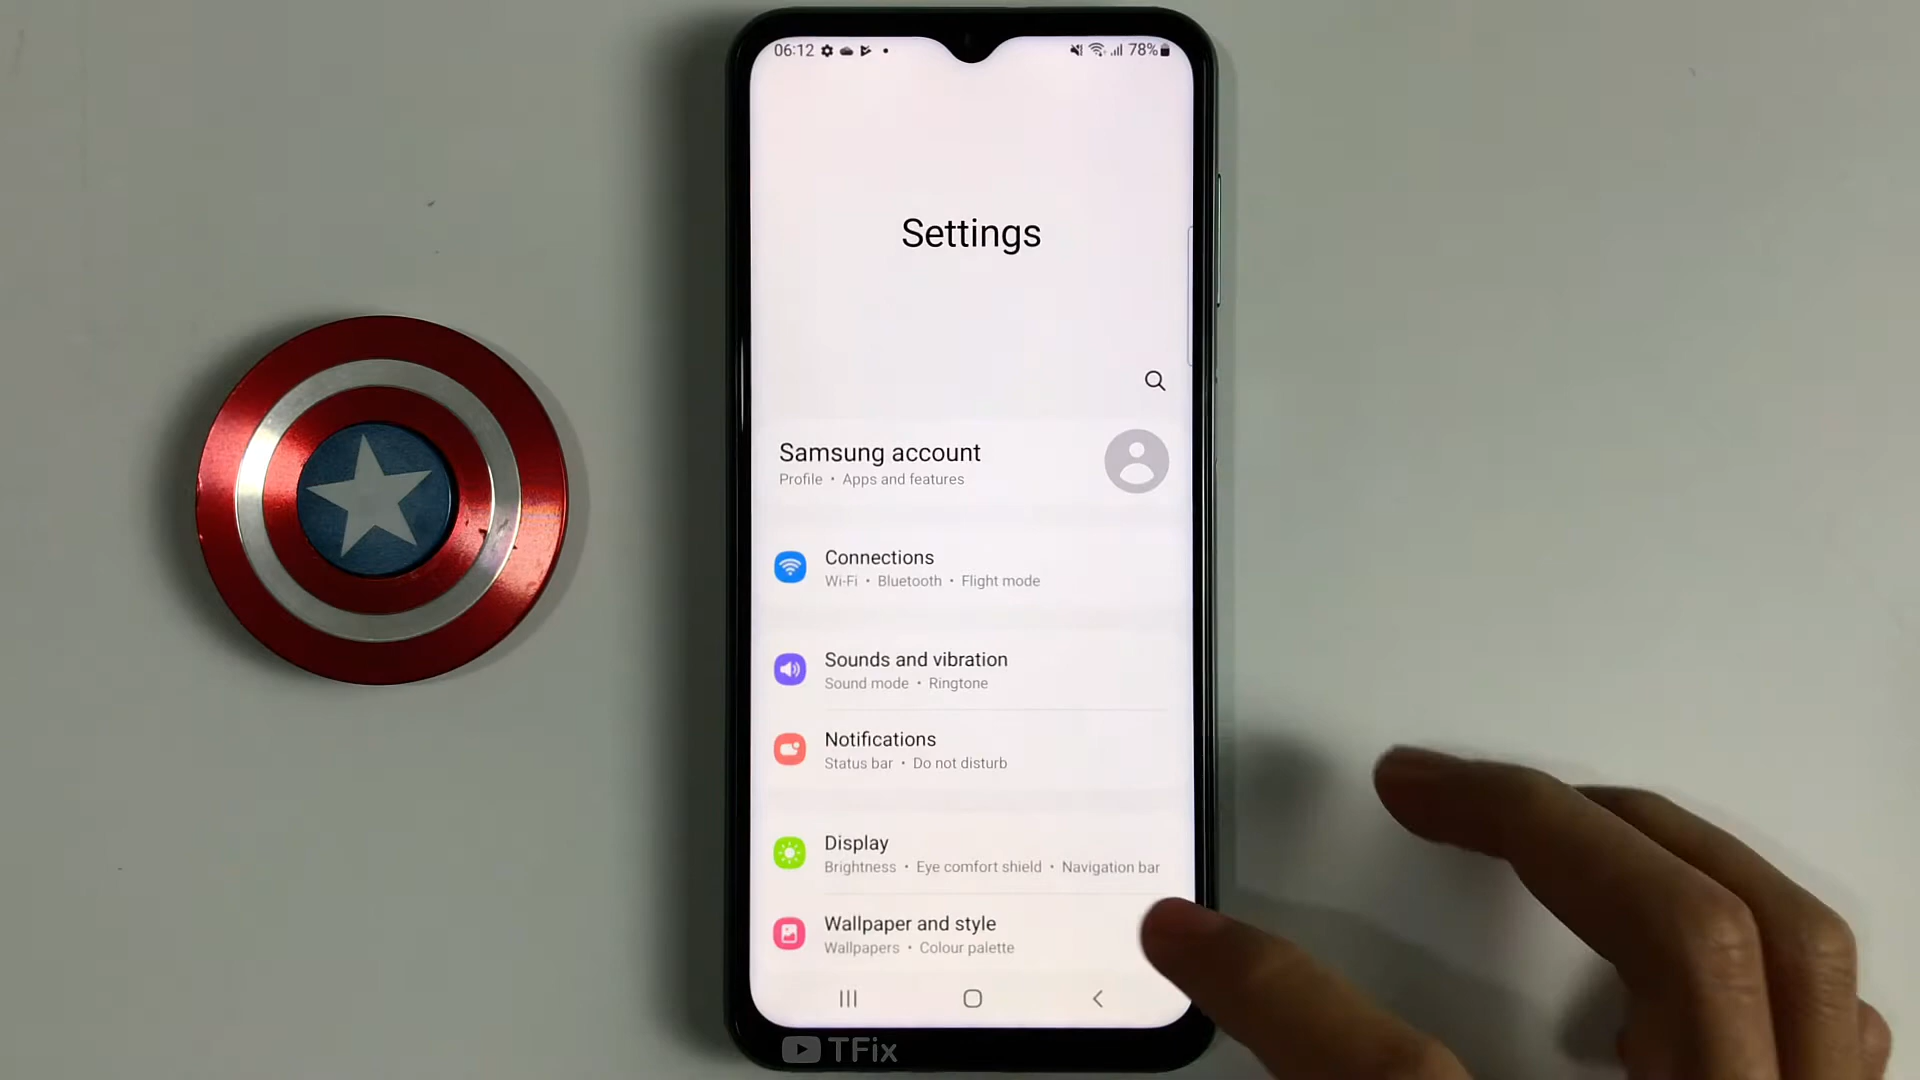 06:12
78%
Settings
Samsung account
Profile • Apps and features
Connections
Wi-Fi • Bluetooth • Flight mode
Sounds and vibration
Sound mode • Ringtone
Notifications
Status bar • Do not disturb
Display
Brightness • Eye comfort shield • Navigation bar
Wallpaper and style
Wallpapers • Colour palette
TFix